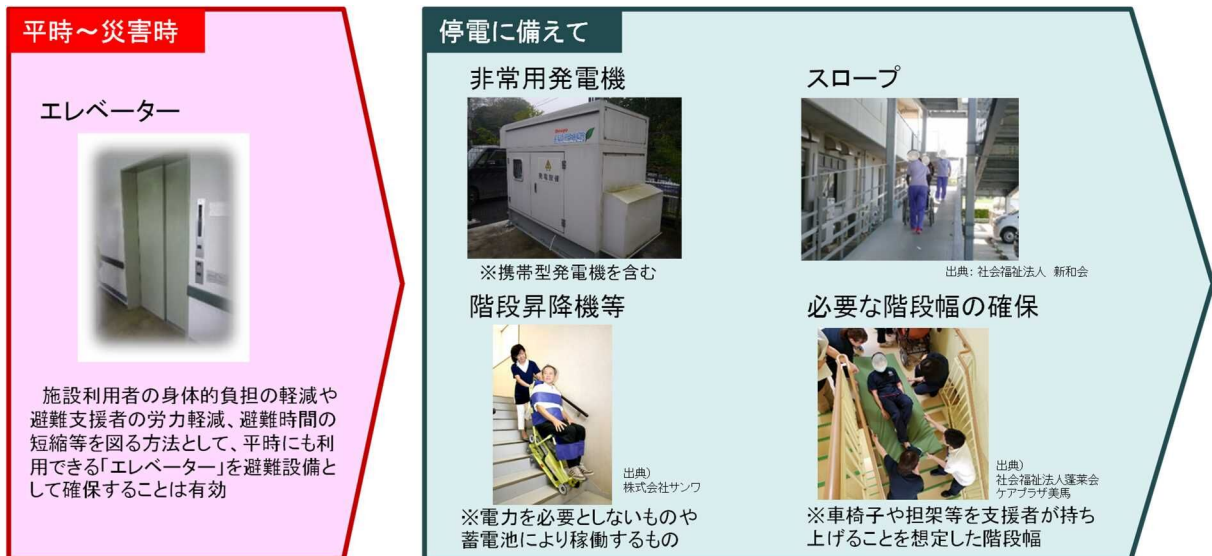 平時～災害時
エレベーター
施設利用者の身体的負担の軽減や
避難支援者の労力軽減、避難時間の
短縮等を図る方法として、平時にも利
用できる「エレベーター」を避難設備と
して確保することは有効
停電に備えて
非常用発電機
※携帯型発電機を含む
スロープ
出典: 社会福祉法人 新和会
階段昇降機等
出典）
株式会社サンワ
※電力を必要としないものや
蓄電池により稼働するもの
必要な階段幅の確保
出典）
社会福祉法人蓬莱会
ケアプラザ美馬
※車椅子や担架等を支援者が持ち
上げることを想定した階段幅